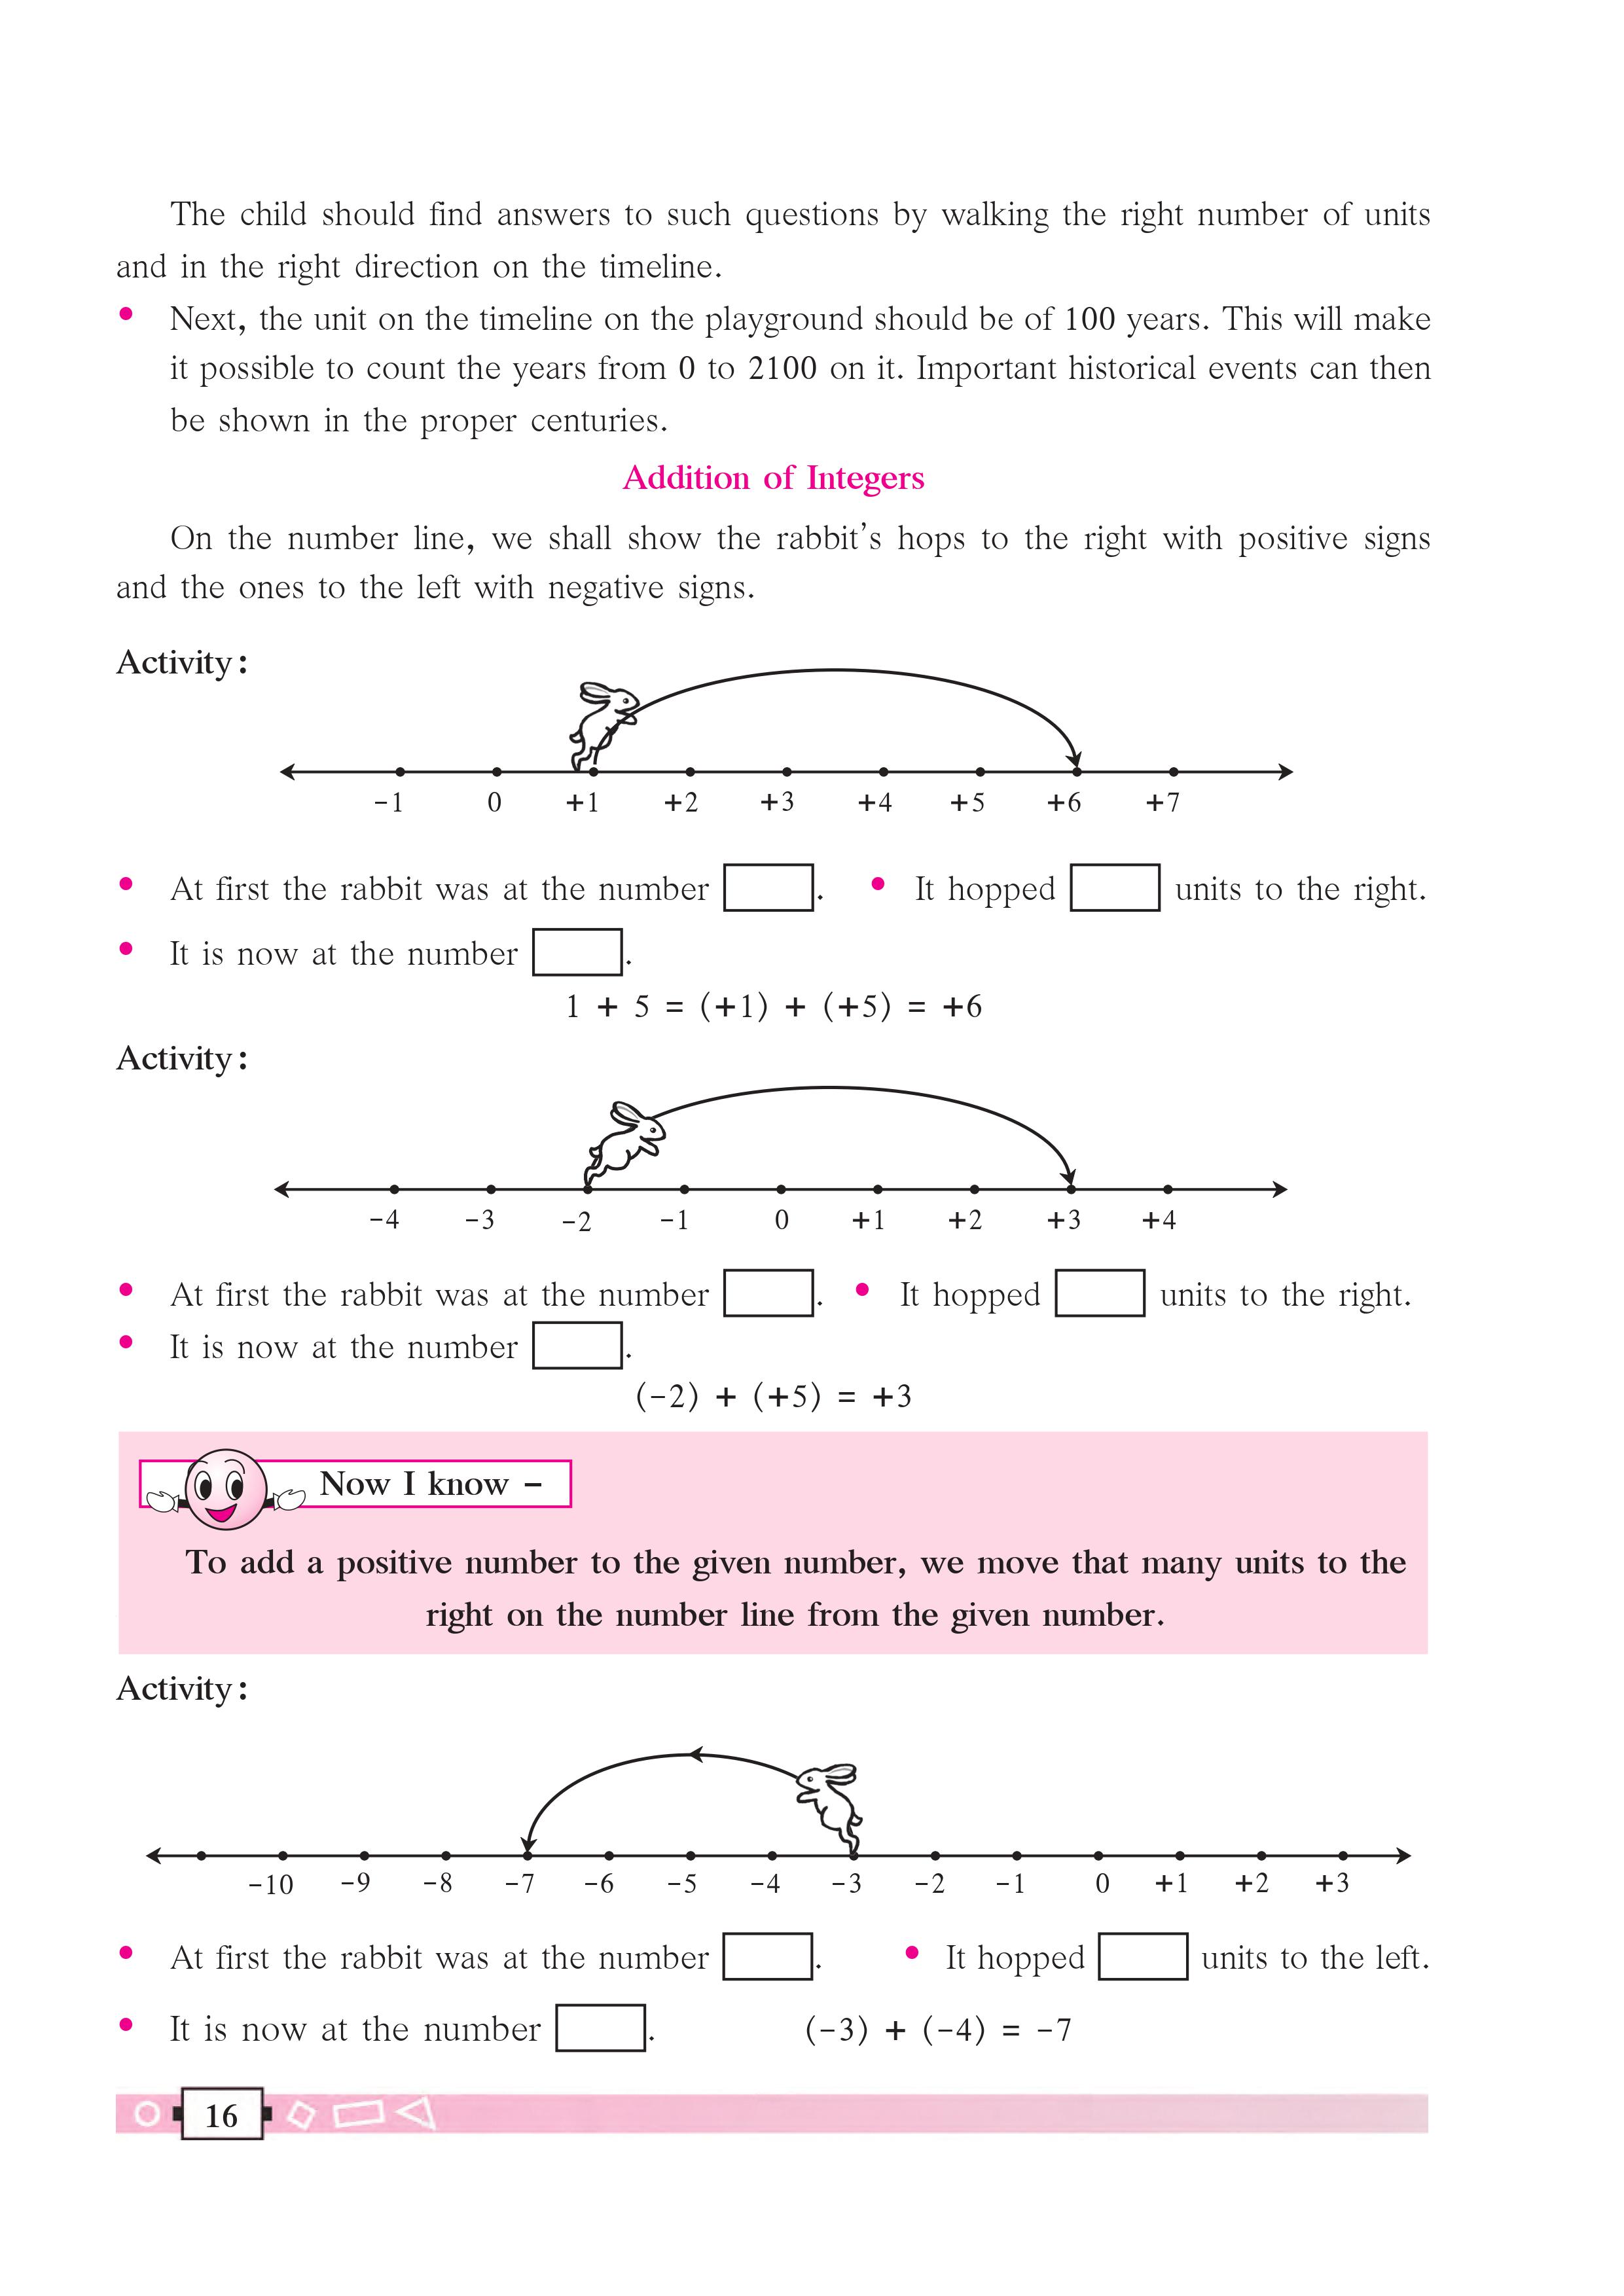 The child should find answers to such questions by walking the right number of units
and in the right direction on the timeline.
• Next, the unit on the timeline on the playground should be of 100 years. This will make
it possible to count the years from 0 to 2100 on it. Important historical events can then
be shown in the proper centuries.
Addition of Integers
On the number line, we shall show the rabbit's hops to the right with positive signs
and the ones to the left with negative signs.
Activity :
-1 0 +1 +2 +3 +4 +5 +6 +7
• At first the rabbit was at the number . • It hopped units to the right.
• It is now at the number .
1 + 5 = (+1) + (+5) = +6
Activity :
-4 -3 -2 -1 0 +1 +2 +3 +4
• At first the rabbit was at the number . • It hopped units to the right.
• It is now at the number .
(-2) + (+5) = +3
Now I know -
To add a positive number to the given number, we move that many units to the
right on the number line from the given number.
Activity :
-10 -9 -8 -7 -6 -5 -4 -3 -2 -1 0 +1 +2 +3
• At first the rabbit was at the number . • It hopped units to the left.
• It is now at the number . (-3) + (-4) = -7
16